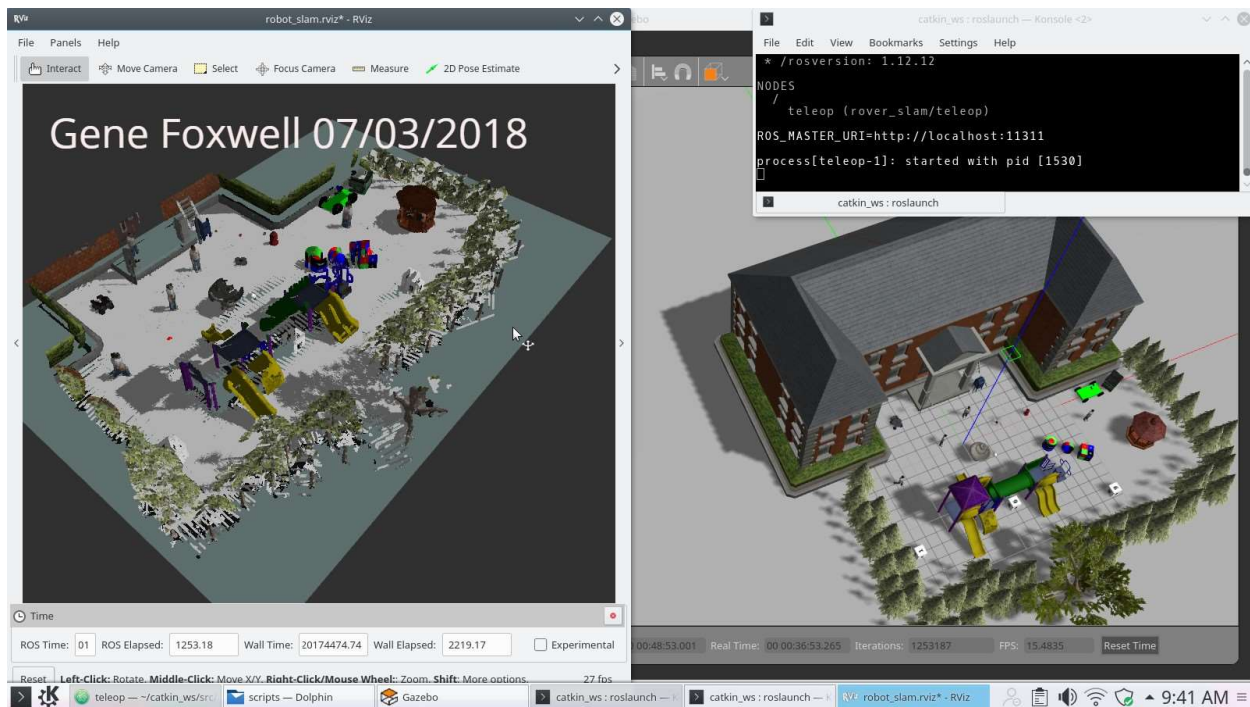 robot_slam.rviz* - RViz
File Panels Help
Interact Move Camera Select Focus Camera Measure 2D Pose Estimate
Gene Foxwell 07/03/2018
Time
ROS Time: 01 ROS Elapsed: 1253.18 Wall Time: 20174474.74 Wall Elapsed: 2219.17 Experimental
Reset Left-Click: Rotate. Middle-Click: Move X/Y. Right-Click/Mouse Wheel:: Zoom. Shift: More options. 27 fps
catkin_ws : roslaunch — Konsole <2>
File Edit View Bookmarks Settings Help
* /rosversion: 1.12.12
NODES
/
teleop (rover_slam/teleop)
ROS_MASTER_URI=http://localhost:11311
process[teleop-1]: started with pid [1530]
catkin_ws : roslaunch
00:48:53.001 Real Time: 00 00:36:53.265 Iterations: 1253187 FPS: 15.4835 Reset Time
teleop — ~/catkin_ws/src scripts — Dolphin Gazebo catkin_ws : roslaunch — catkin_ws : roslaunch — robot_slam.rviz* - RViz 9:41 AM